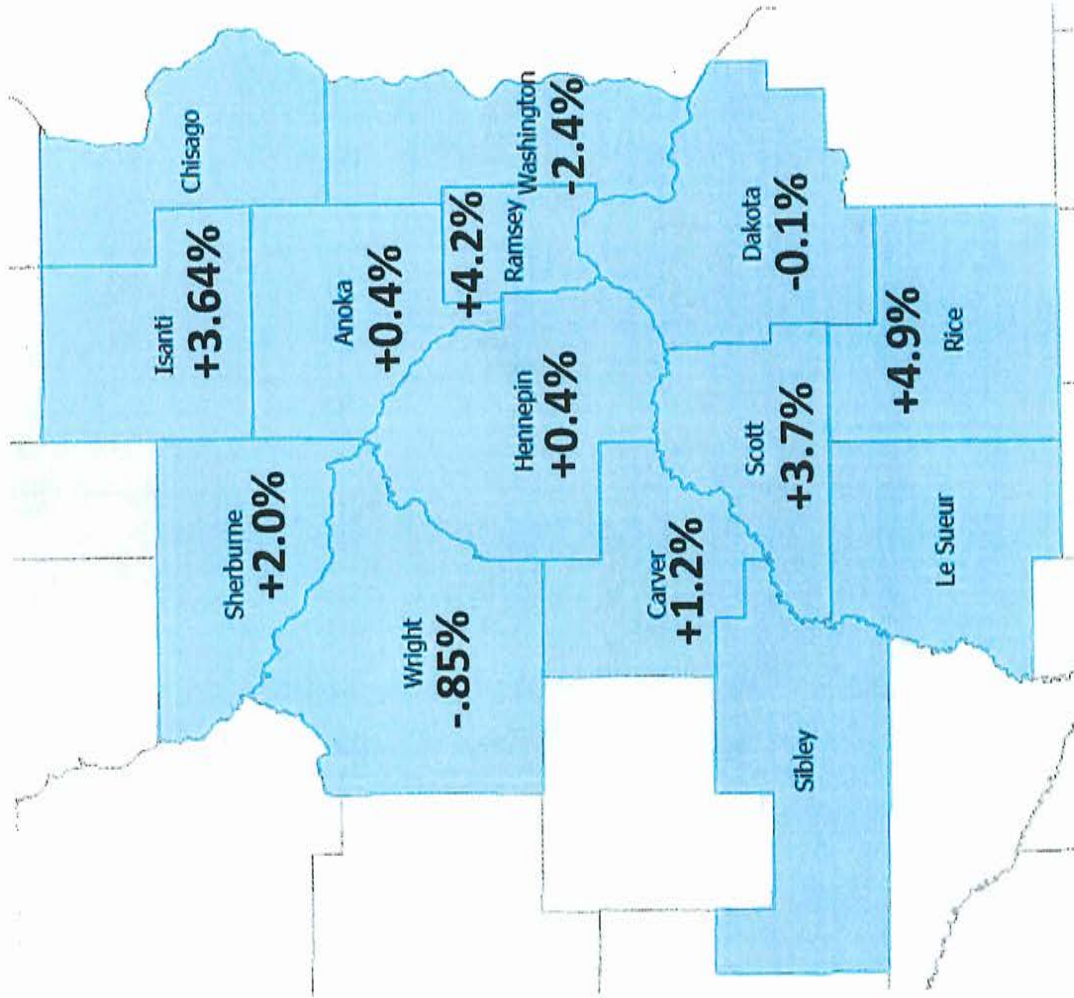 Chisago
Isanti
+3.64%
Sherburne
+2.0%
Anoka
+0.4%
Wright
-.85%
+4.2%
Ramsey
Washington
-2.4%
Hennepin
+0.4%
Carver
+1.2%
Scott
+3.7%
Dakota
-0.1%
Sibley
Le Sueur
+4.9%
Rice